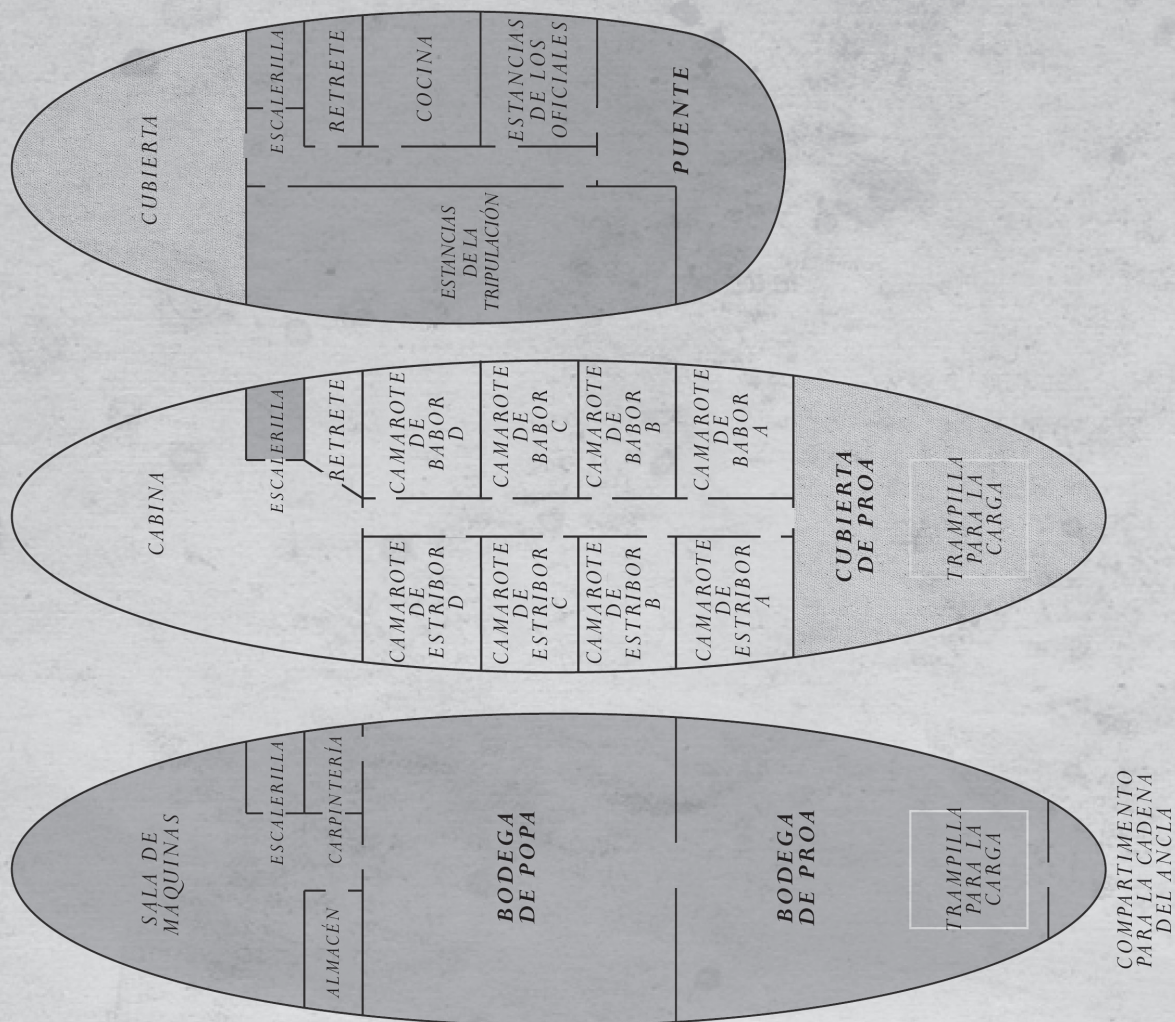 CUBIERTA
ESCALERILLA
RETRETE
COCINA
ESTANCIAS
DE LOS
OFICIALES
ESTANCIAS
DE LA
TRIPULACIÓN
PUENTE
CABINA
ESCALERILLA
RETRETE
CAMAROTE
DE
BABOR
D
CAMAROTE
DE
BABOR
C
CAMAROTE
DE
BABOR
B
CAMAROTE
DE
BABOR
A
CAMAROTE
DE
ESTRIBOR
D
CAMAROTE
DE
ESTRIBOR
C
CAMAROTE
DE
ESTRIBOR
B
CAMAROTE
DE
ESTRIBOR
A
CUBIERTA
DE PROA
TRAMPILLA
PARA LA
CARGA
SALA DE
MÁQUINAS
ESCALERILLA
CARPINTERÍA
ALMACÉN
BODEGA
DE POPA
BODEGA
DE PROA
TRAMPILLA
PARA LA
CARGA
COMPARTIMENTO
PARA LA CADENA
DEL ANCLA